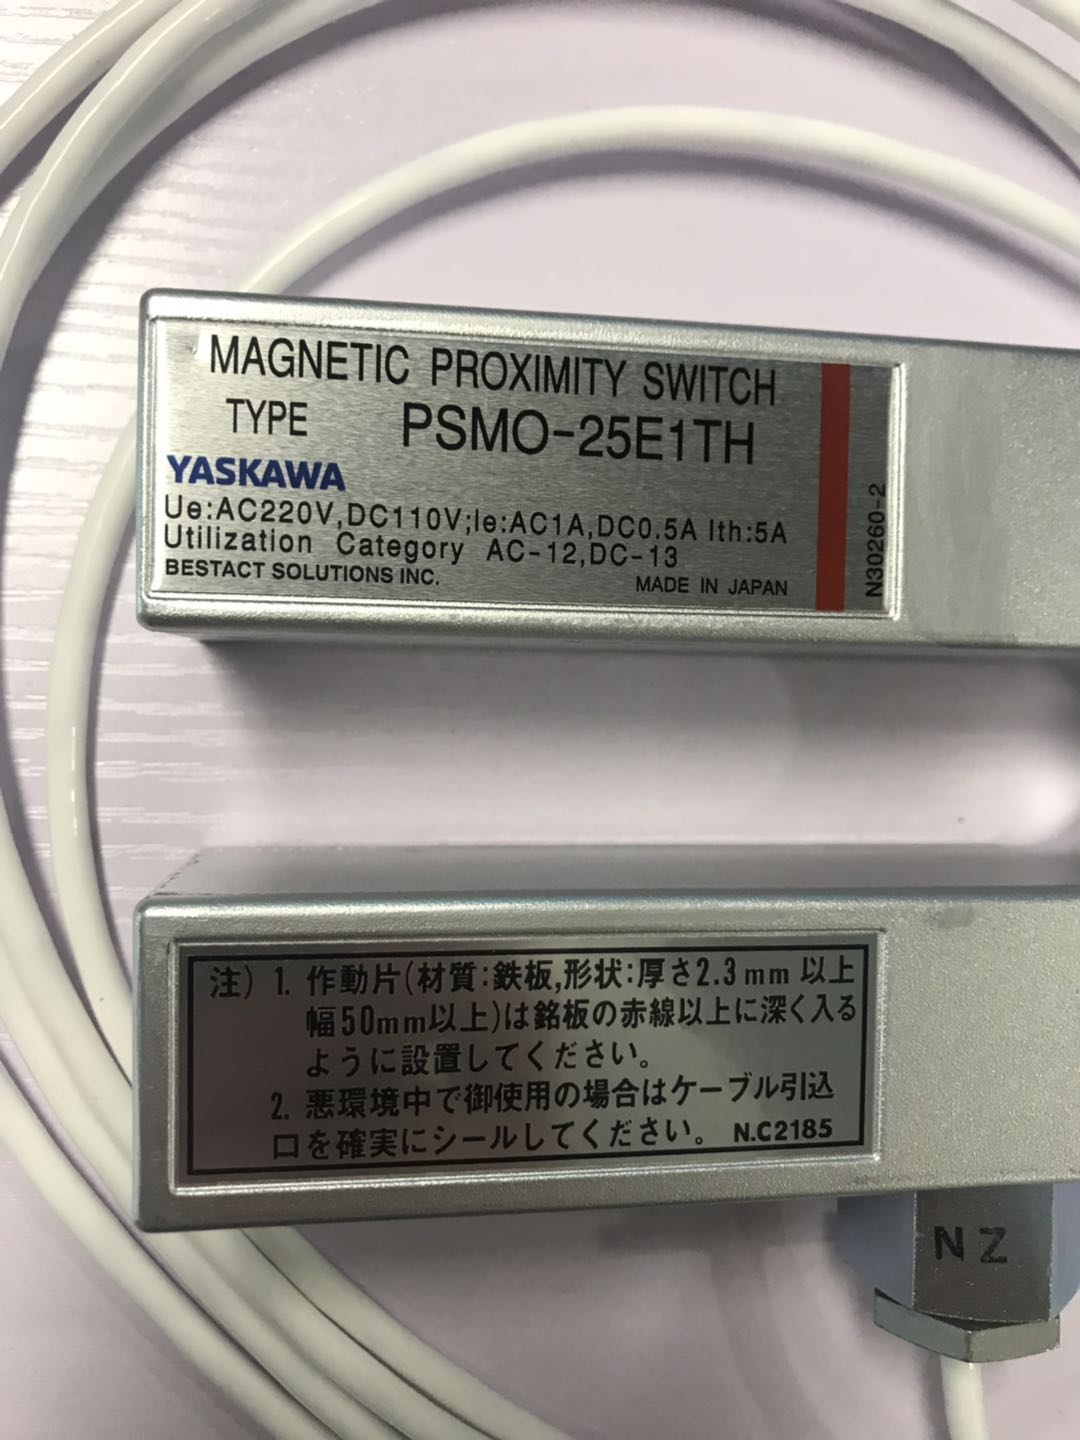 MAGNETIC PROXIMITY SWITCH
TYPE PSMO-25E1TH
YASKAWA
Ue:AC220V,DC110V;Ie:AC1A,DC0.5A Ith:5A
Utilization Category AC-12,DC-13
BESTACT SOLUTIONS INC. MADE IN JAPAN
N30260-2
注) 1. 作動片(材質:鉄板,形状:厚さ2.3mm以上
幅50mm以上)は銘板の赤線以上に深く入る
ように設置してください。
2. 悪環境中で御使用の場合はケーブル引込
口を確実にシールしてください。 N.C2185
NZ